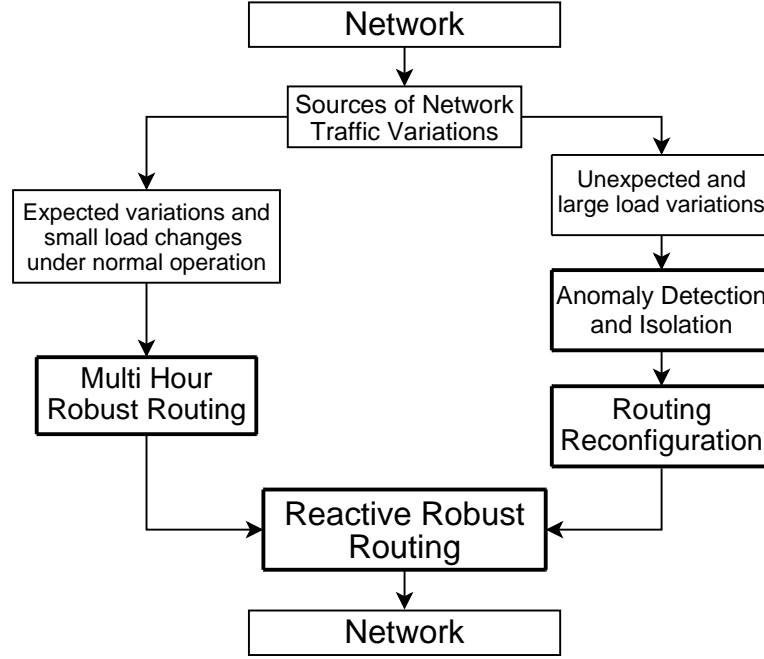 Network
Sources of Network
Traffic Variations
Expected variations and
small load changes
under normal operation
Unexpected and
large load variations
Anomaly Detection
and Isolation
Multi Hour
Robust Routing
Routing
Reconfiguration
Reactive Robust
Routing
Network